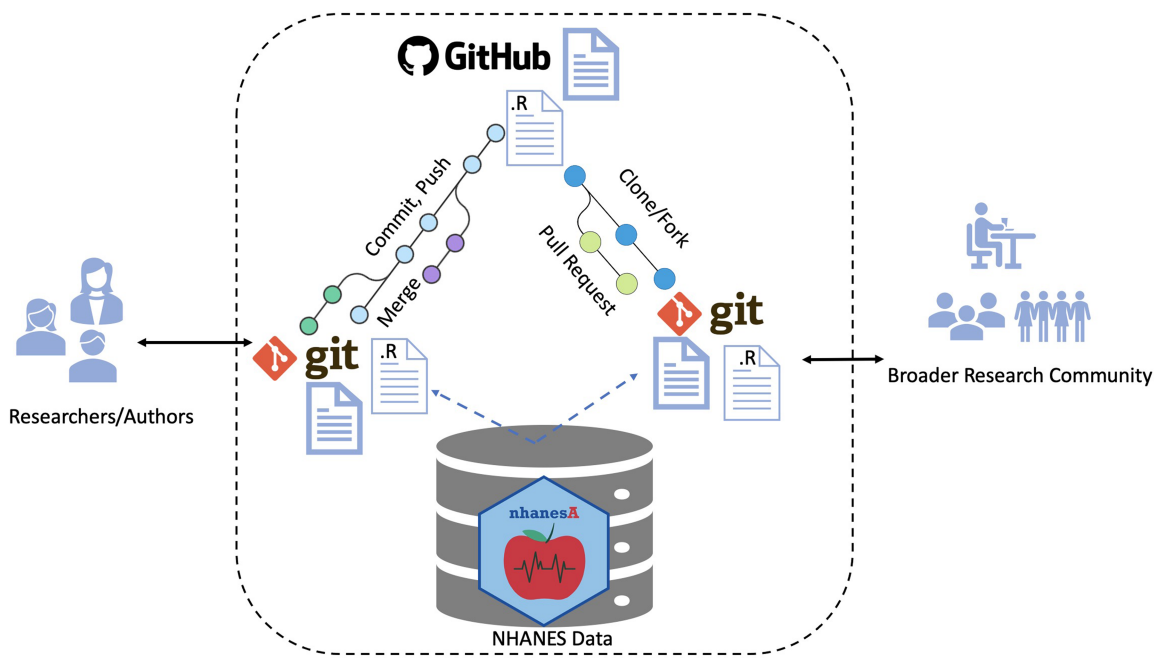 GitHub
.R
Commit, Push
Merge
Clone/Fork
Pull Request
git
.R
git
.R
Researchers/Authors
Broader Research Community
nhanesA
NHANES Data